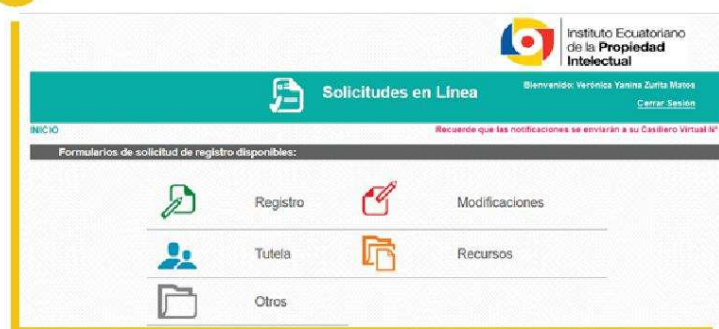 Instituto Ecuatoriano
de la Propiedad
Intelectual
Solicitudes en Línea
Bienvenido: Verónica Yanina Zurita Matos
Cerrar Sesión
INICIO
Recuerde que las notificaciones se enviarán a su Casillero Virtual N°
Formularios de solicitud de registro disponibles:
Registro
Modificaciones
Tutela
Recursos
Otros